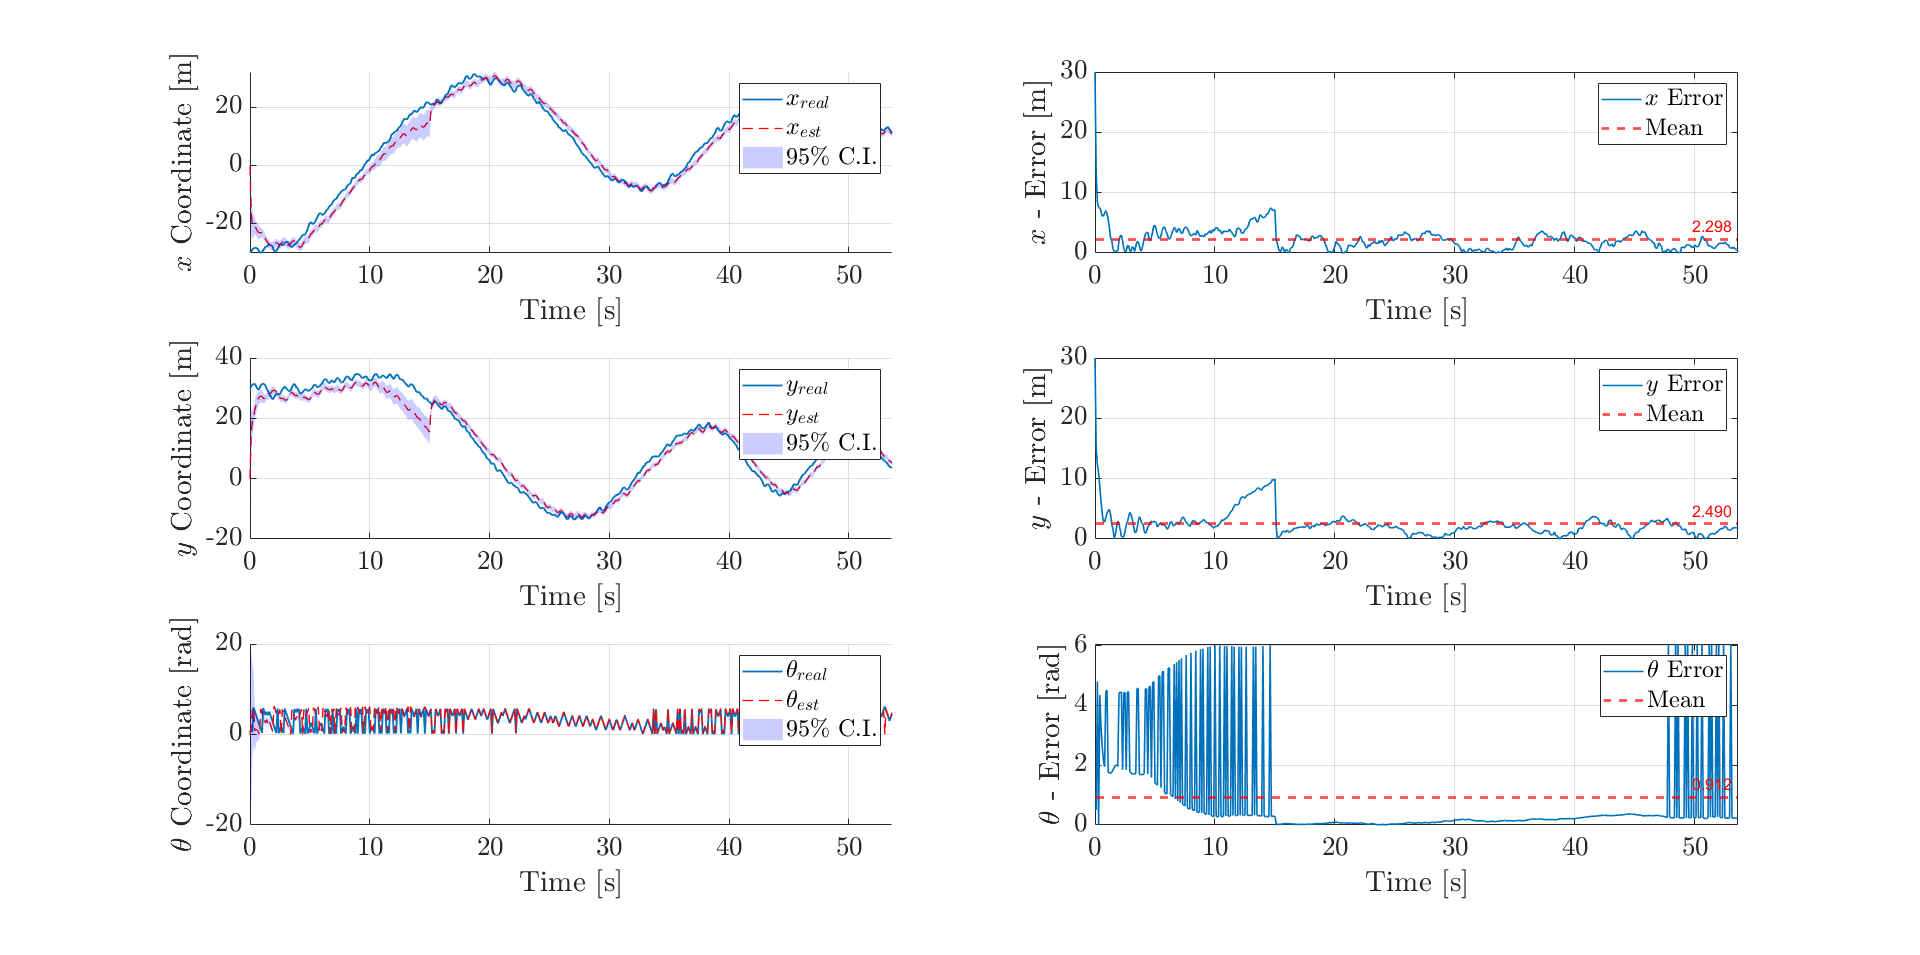 x Coordinate [m]
20
0
-20
0 10 20 30 40 50
Time [s]
x_real
x_est
95% C.I.
x - Error [m]
30
20
10
0
0 10 20 30 40 50
Time [s]
x Error
Mean
2.298
y Coordinate [m]
40
20
0
-20
0 10 20 30 40 50
Time [s]
y_real
y_est
95% C.I.
y - Error [m]
30
20
10
0
0 10 20 30 40 50
Time [s]
y Error
Mean
2.490
θ Coordinate [rad]
20
0
-20
0 10 20 30 40 50
Time [s]
θ_real
θ_est
95% C.I.
θ - Error [rad]
6
4
2
0
0 10 20 30 40 50
Time [s]
θ Error
Mean
0.912